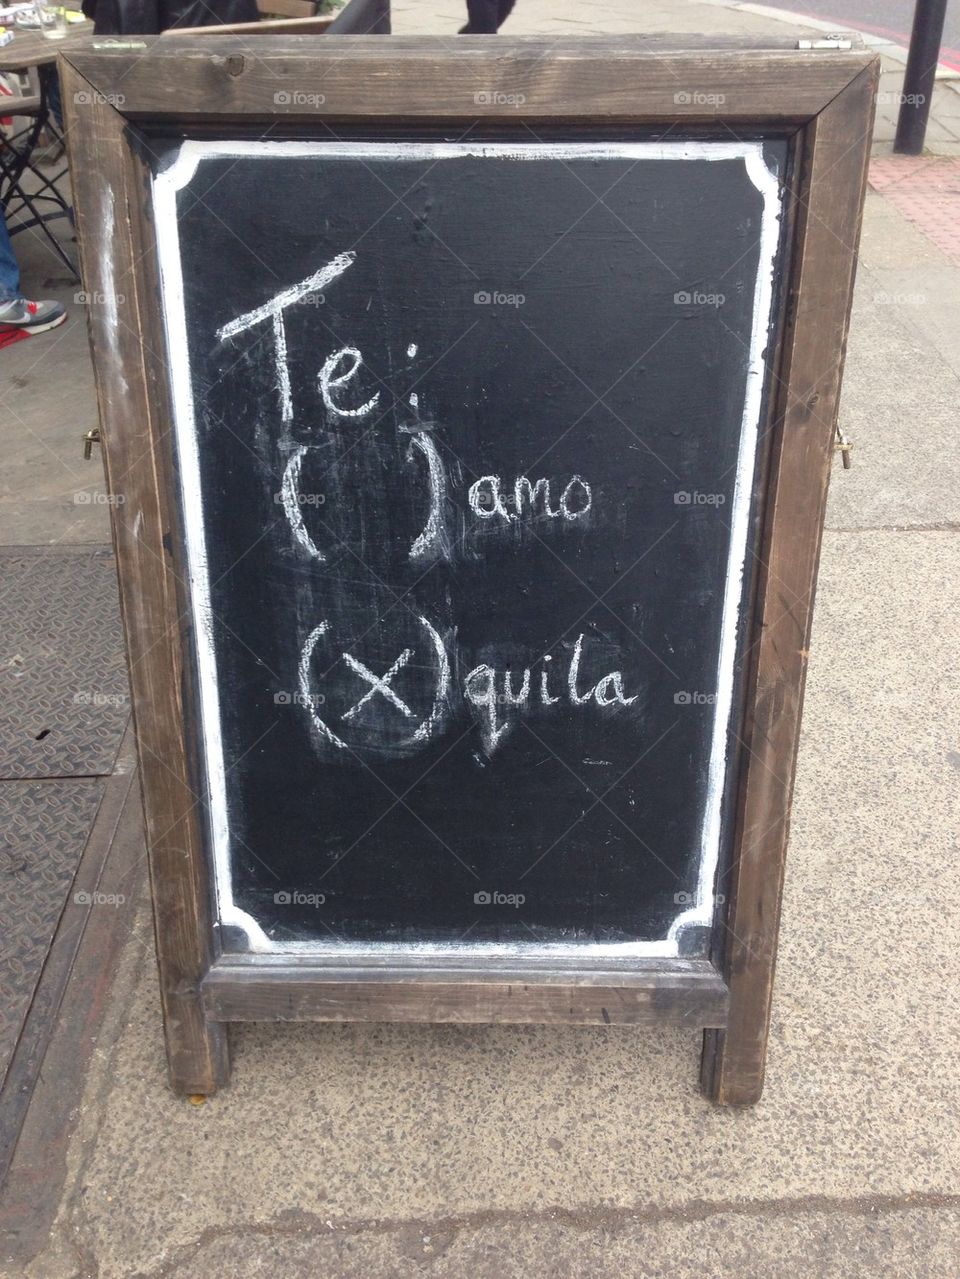 Te:
( ) amo
(x) quila